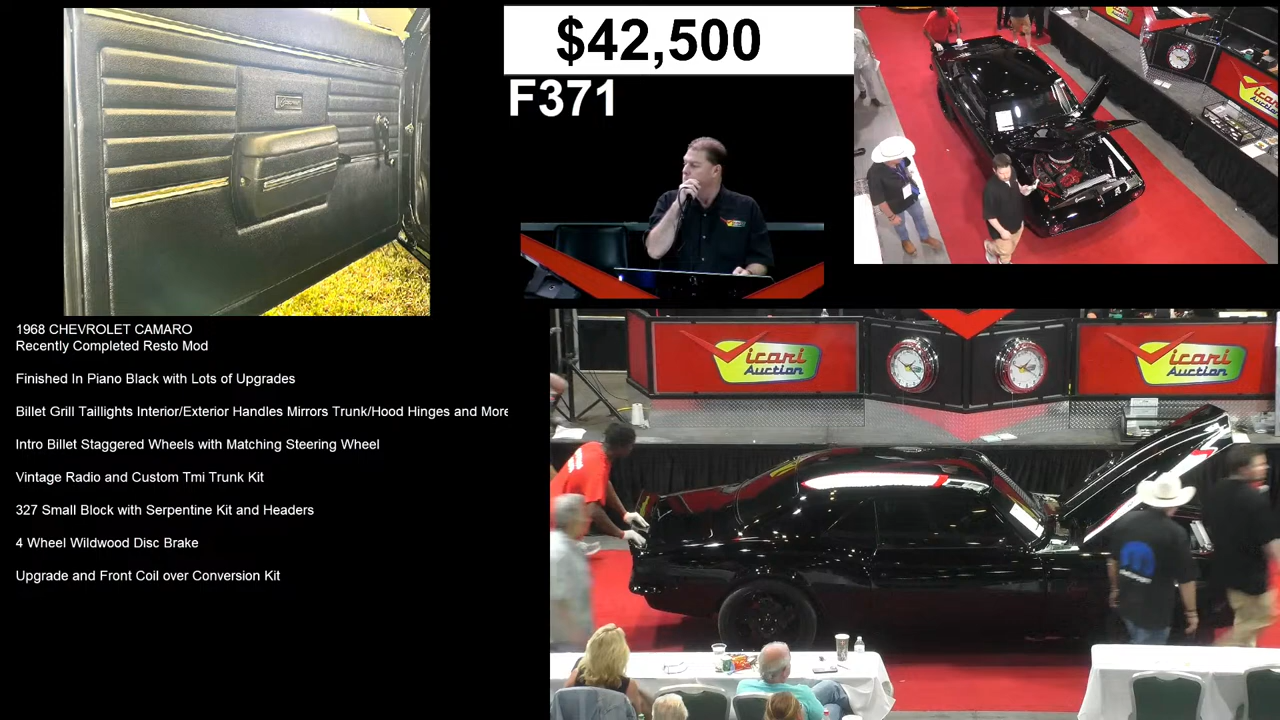 $42,500
F371
1968 CHEVROLET CAMARO
Recently Completed Resto Mod
Finished In Piano Black with Lots of Upgrades
Billet Grill Taillights Interior/Exterior Handles Mirrors Trunk/Hood Hinges and More
Intro Billet Staggered Wheels with Matching Steering Wheel
Vintage Radio and Custom Tmi Trunk Kit
327 Small Block with Serpentine Kit and Headers
4 Wheel Wildwood Disc Brake
Upgrade and Front Coil over Conversion Kit
Vicari
Auction
Vicari
Auction